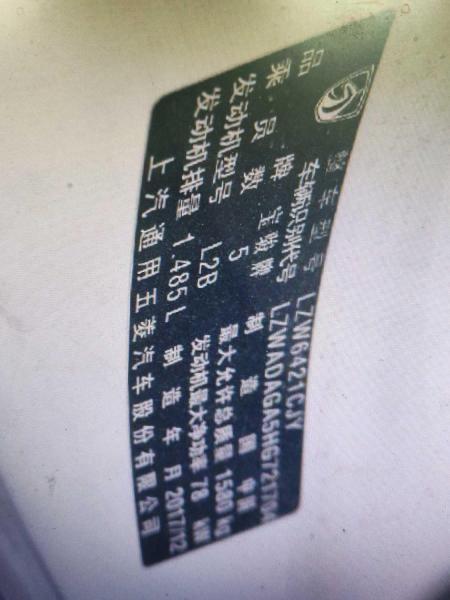 整车型号 LZW6421CJY
车辆识别代号 LZWADAGA5HG727704
品牌 宝骏牌 制造国 中国
乘员数 5 最大允许总质量 1580 kg
发动机型号 L2B 发动机最大净功率 78 kW
发动机排量 1.485 L 制造年月 2017/12
上汽通用五菱汽车股份有限公司